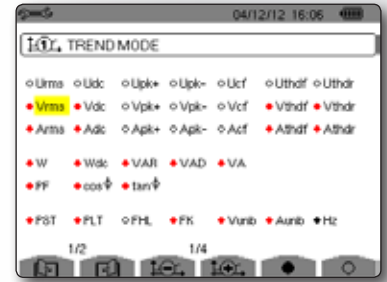 04/12/12 16:06
TREND MODE
Urms Udc Upk+ Upk- Ucf Uthdf Uthdr
Vrms Vdc Vpk+ Vpk- Vcf Vthdf Vthdr
Arms Adc Apk+ Apk- Acf Athdf Athdr
W Wdc VAR VAD VA
PF cosΦ tanΦ
PST PLT FHL FK Vunb Aunb Hz
1/2 1/4